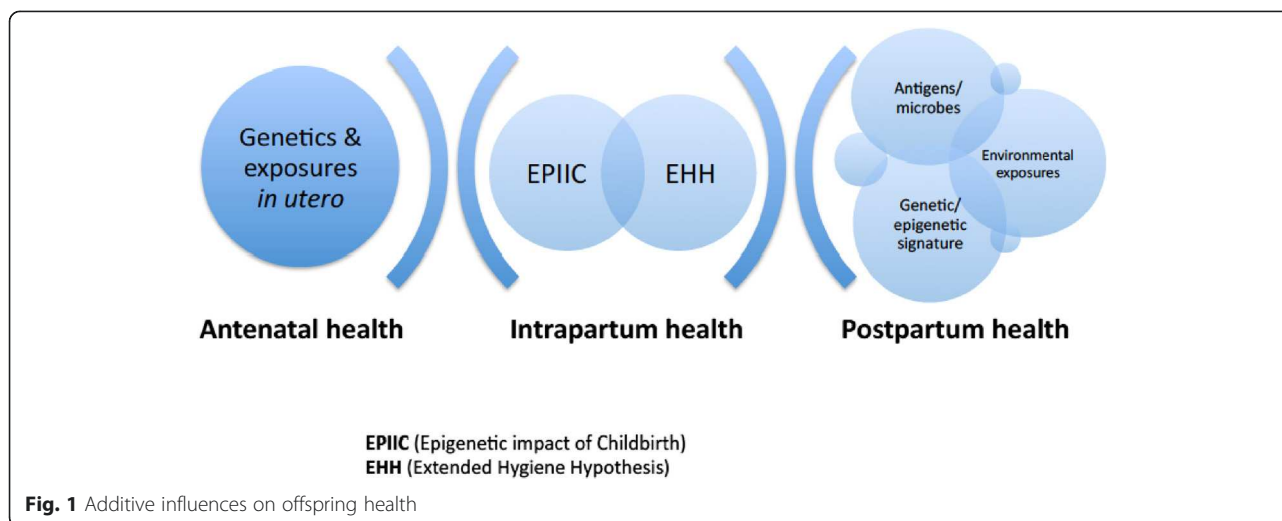 Genetics &
exposures
in utero
EPIIC
EHH
Antigens/
microbes
Environmental
exposures
Genetic/
epigenetic
signature
Antenatal health
Intrapartum health
Postpartum health
EPIIC (Epigenetic impact of Childbirth)
EHH (Extended Hygiene Hypothesis)
Fig. 1 Additive influences on offspring health